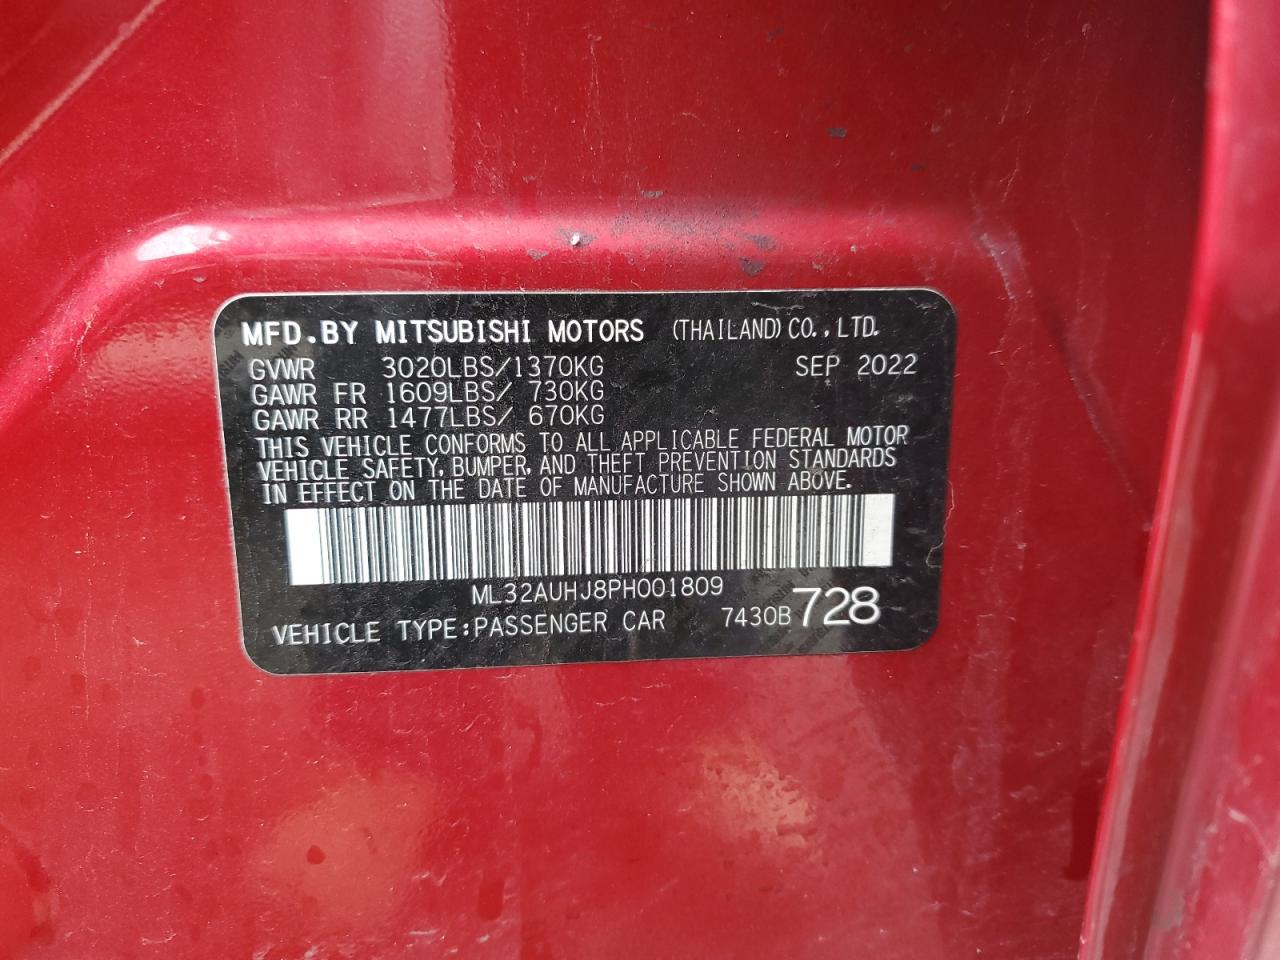 MFD.BY MITSUBISHI MOTORS (THAILAND)CO.,LTD.
GVWR 3020LBS/1370KG SEP 2022
GAWR FR 1609LBS/ 730KG
GAWR RR 1477LBS/ 670KG
THIS VEHICLE CONFORMS TO ALL APPLICABLE FEDERAL MOTOR
VEHICLE SAFETY, BUMPER, AND THEFT PREVENTION STANDARDS
IN EFFECT ON THE DATE OF MANUFACTURE SHOWN ABOVE.
ML32AUHJ8PH001809
VEHICLE TYPE:PASSENGER CAR 7430B 728